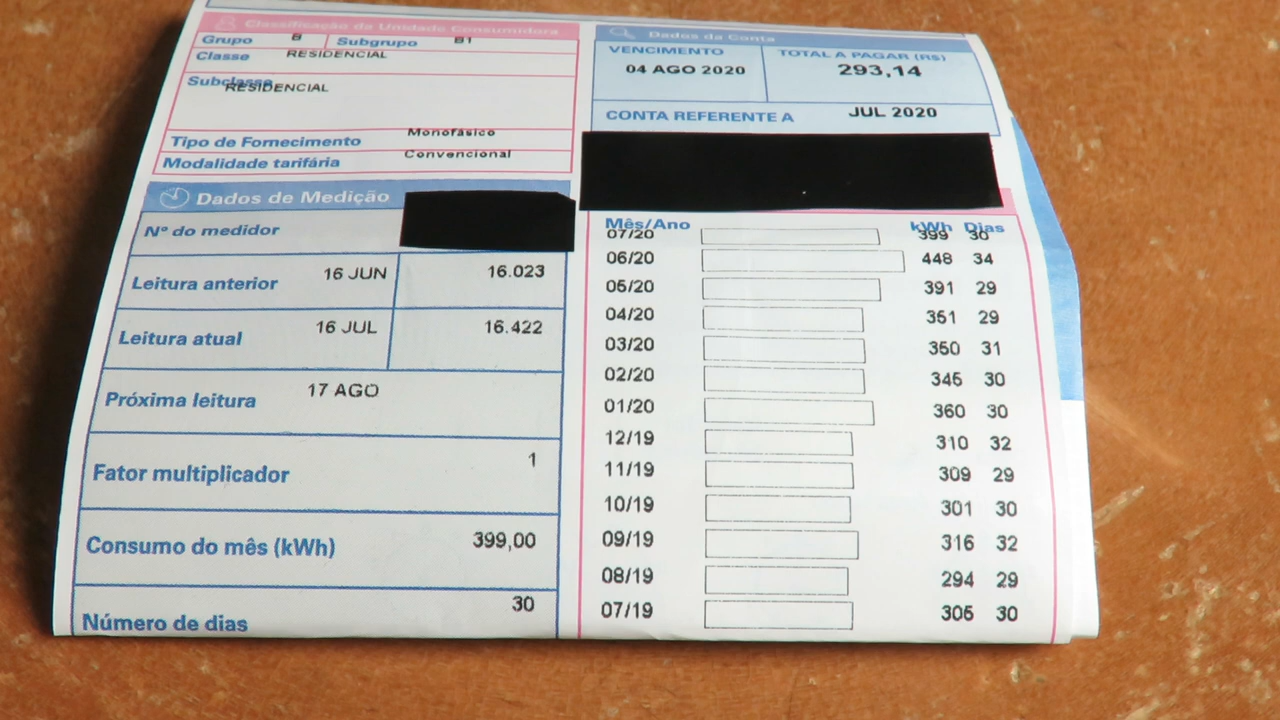 Classificação da Unidade Consumidora
Grupo B Subgrupo B1
Classe RESIDENCIAL
Subclasse RESIDENCIAL
Tipo de Fornecimento Monofásico
Modalidade tarifária Convencional
Dados de Medição
Nº do medidor
Leitura anterior 16 JUN 16.023
Leitura atual 16 JUL 16.422
Próxima leitura 17 AGO
Fator multiplicador 1
Consumo do mês (kWh) 399,00
Número de dias 30
Dados da Conta
VENCIMENTO TOTAL A PAGAR (R$)
04 AGO 2020 293,14
CONTA REFERENTE A JUL 2020
Mês/Ano kWh Dias
07/20 399 30
06/20 448 34
05/20 391 29
04/20 351 29
03/20 350 31
02/20 345 30
01/20 360 30
12/19 310 32
11/19 309 29
10/19 301 30
09/19 316 32
08/19 294 29
07/19 305 30